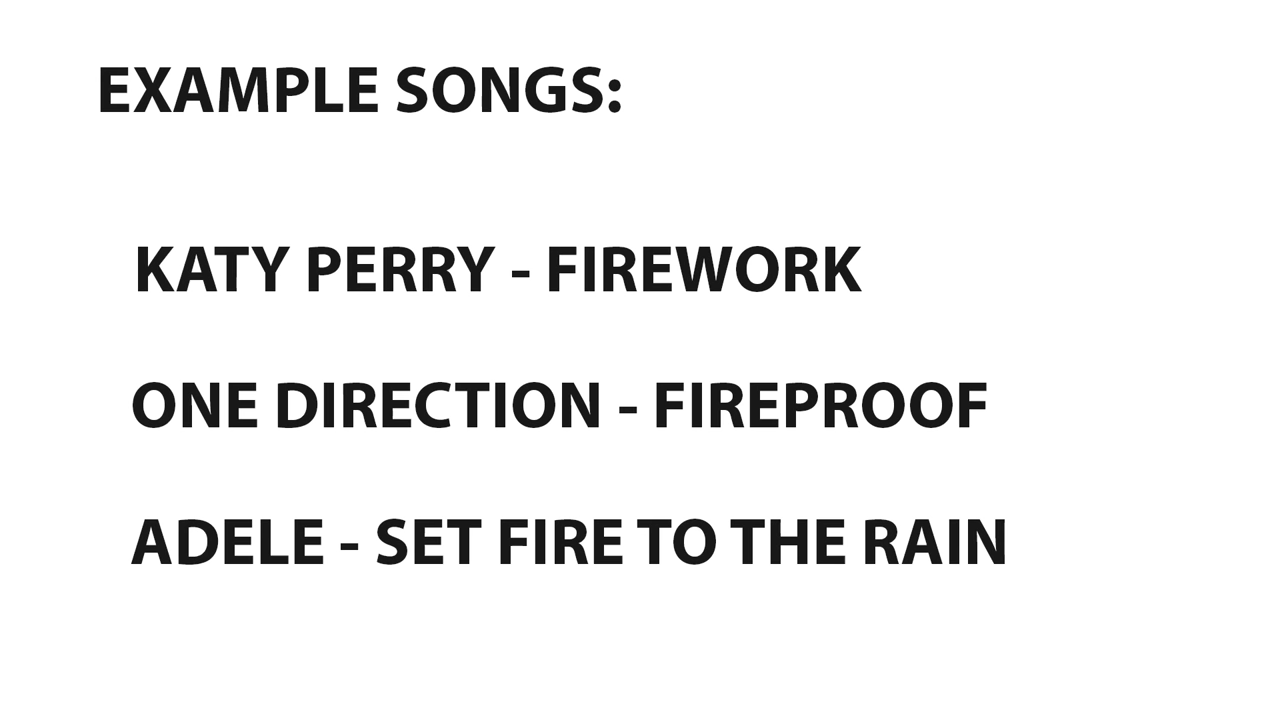 EXAMPLE SONGS:
KATY PERRY - FIREWORK
ONE DIRECTION - FIREPROOF
ADELE - SET FIRE TO THE RAIN